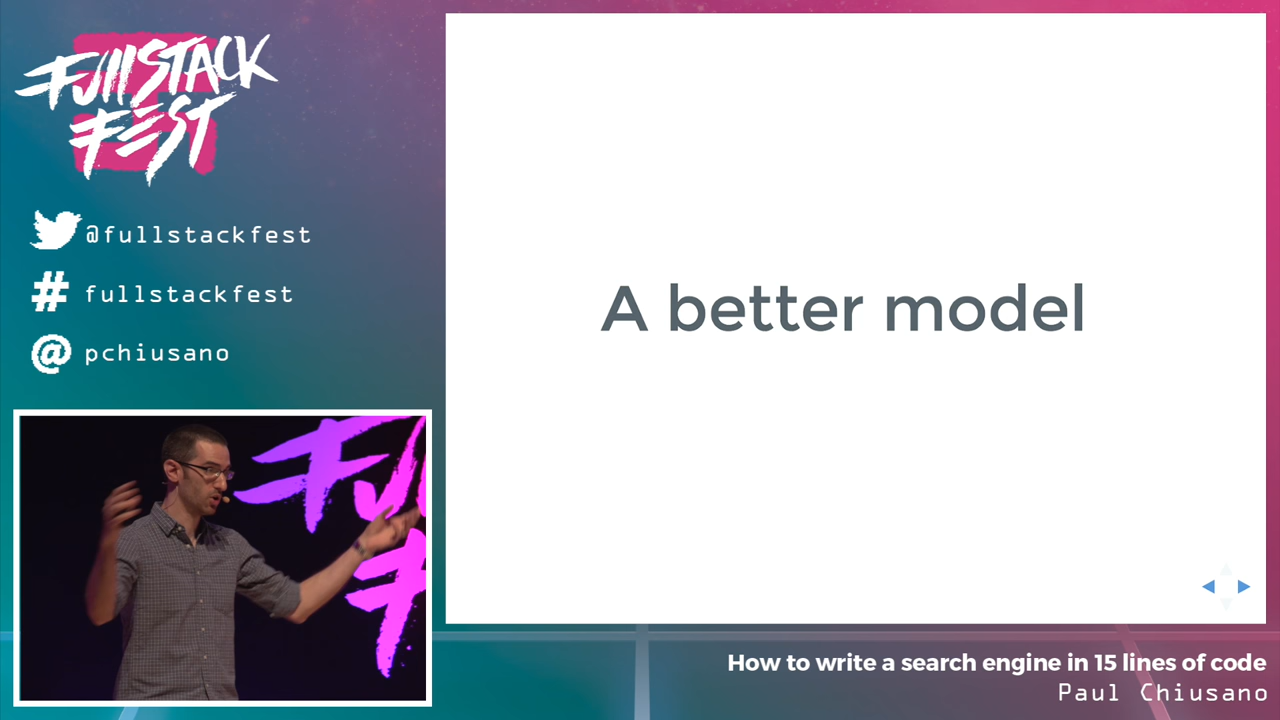 FullStack
Fest
@fullstackfest
# fullstackfest
@ pchiusano
A better model
How to write a search engine in 15 lines of code
Paul Chiusano